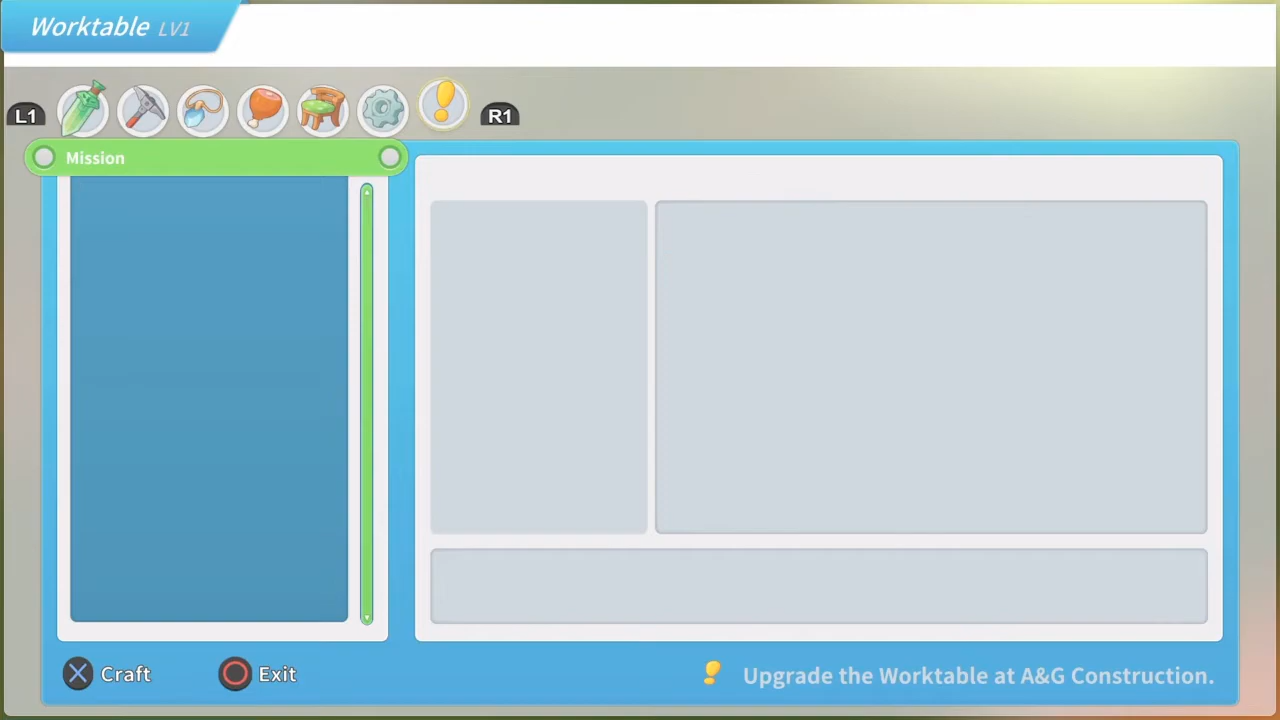 Worktable LV1
L1
R1
Mission
Craft
Exit
Upgrade the Worktable at A&G Construction.